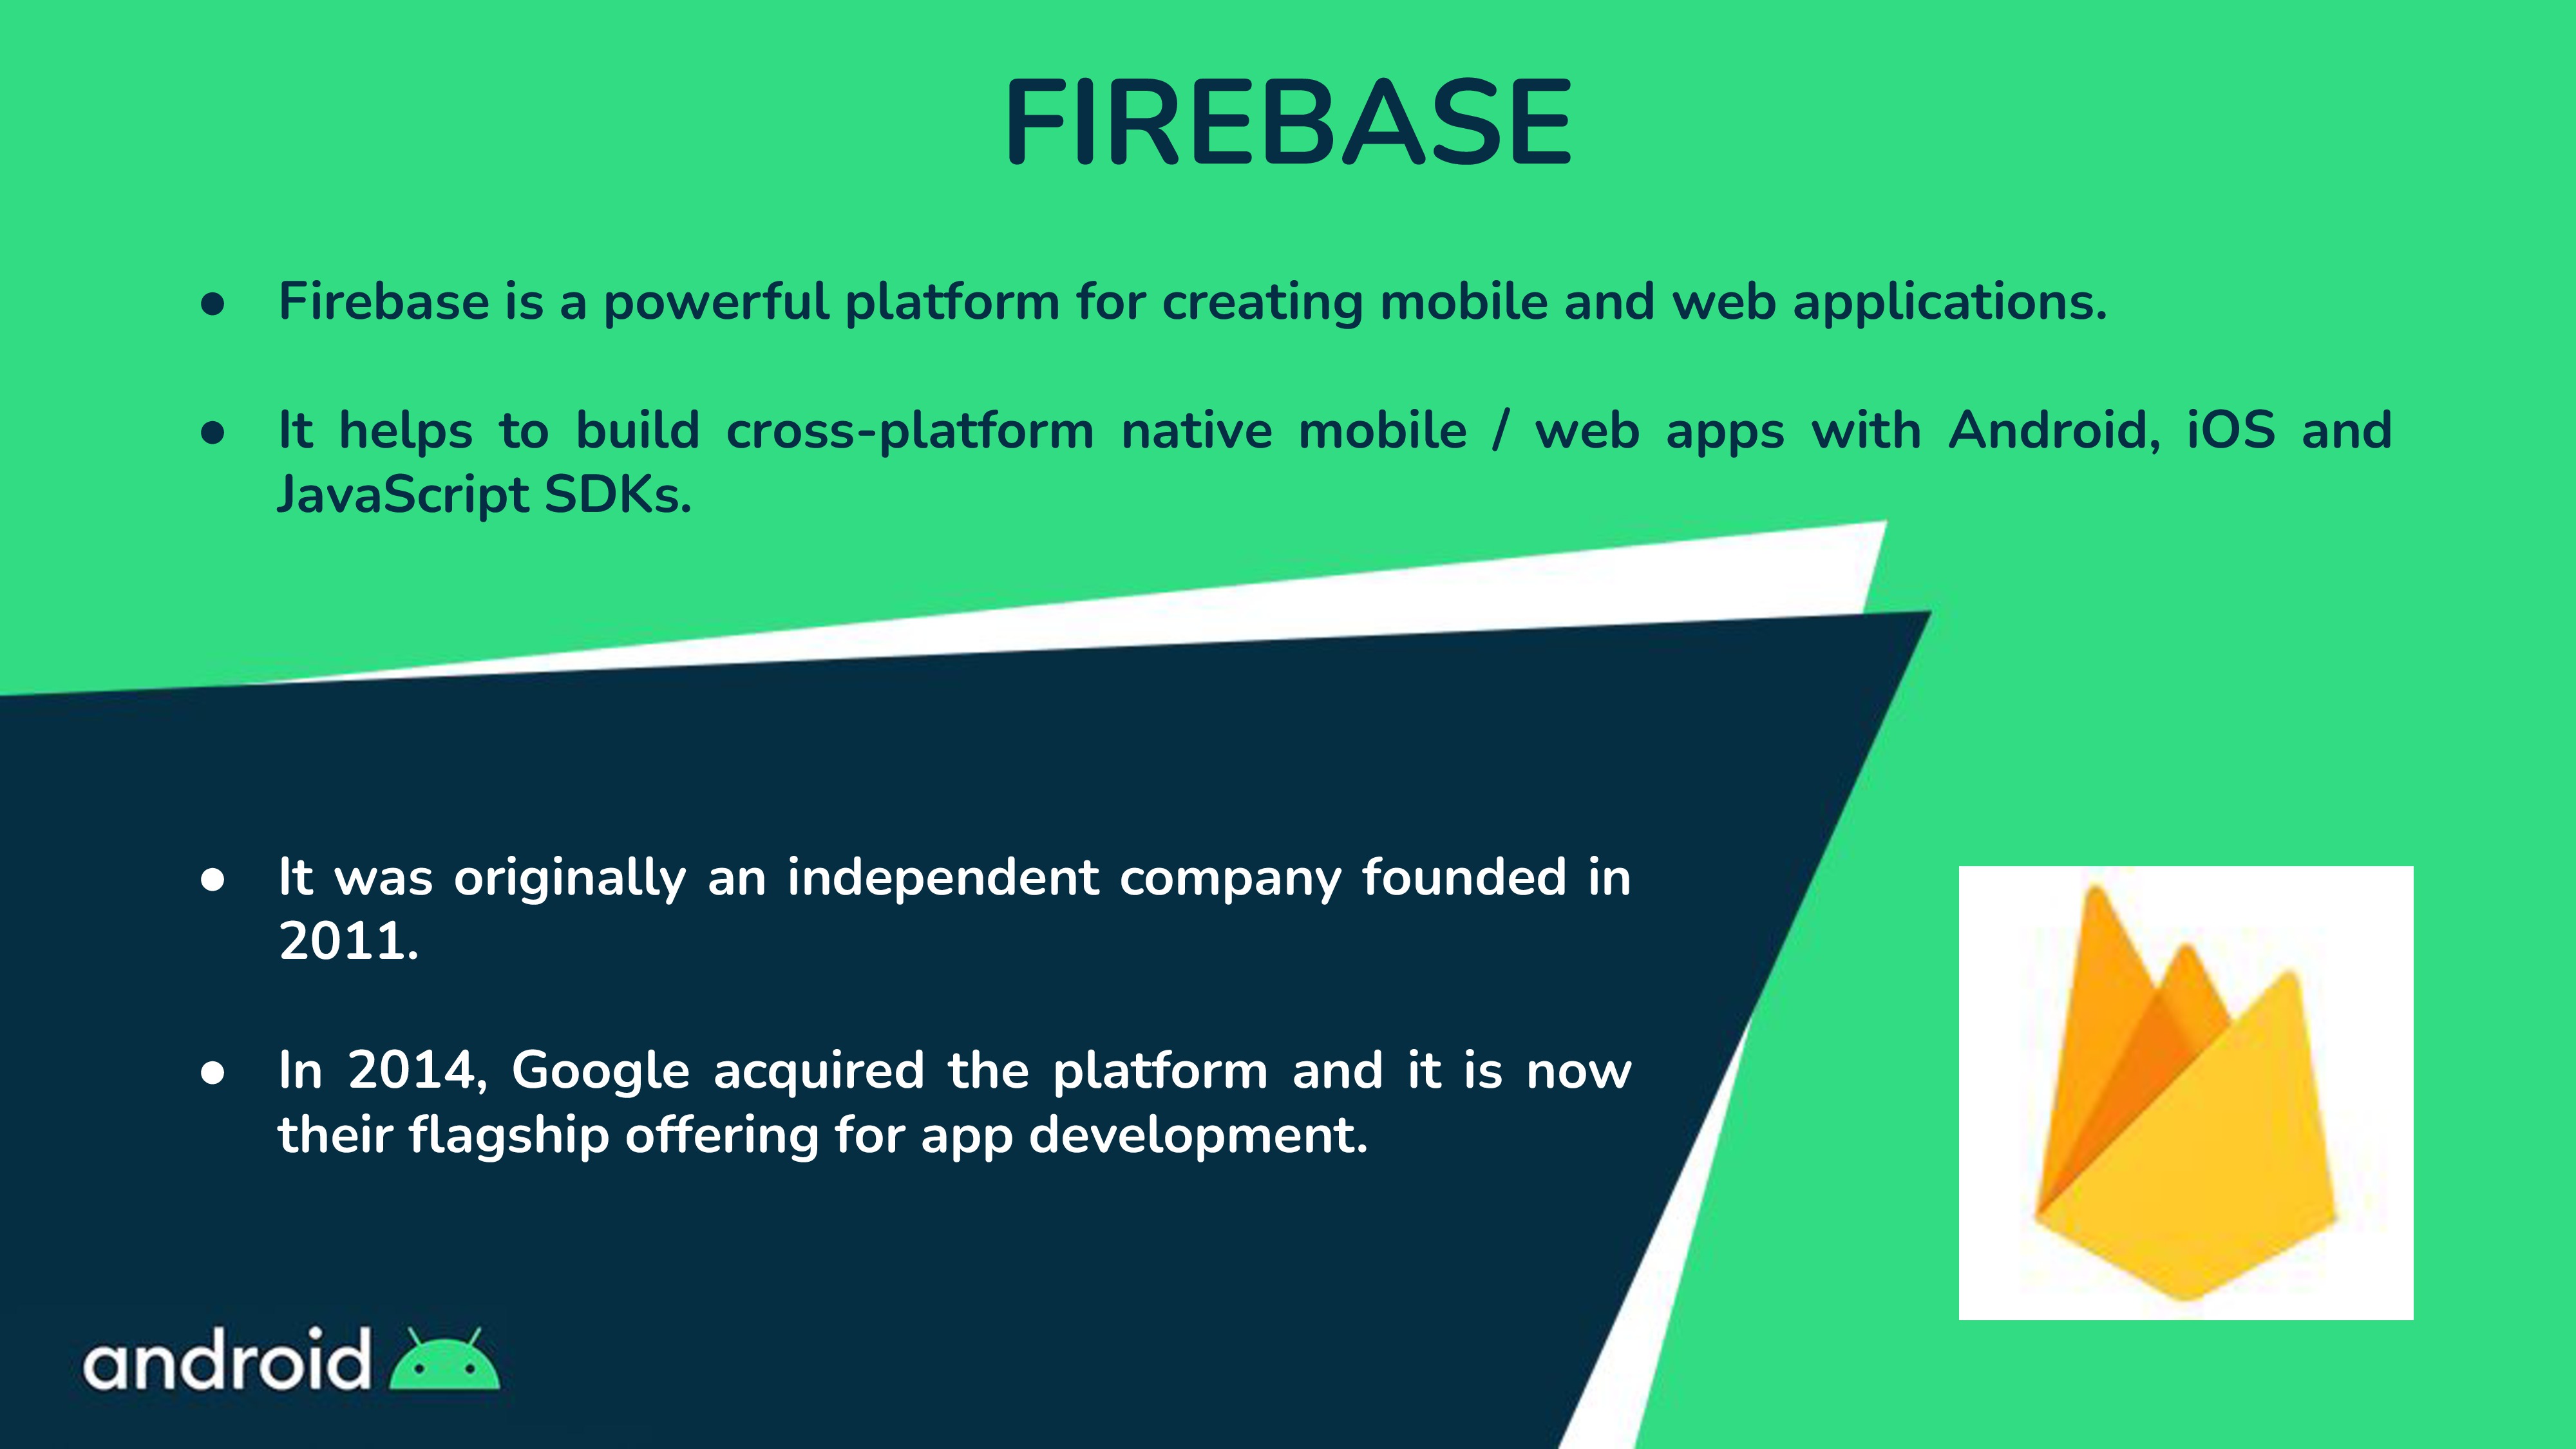 FIREBASE
● Firebase is a powerful platform for creating mobile and web applications.
● It helps to build cross-platform native mobile / web apps with Android, iOS and
JavaScript SDKs.
● It was originally an independent company founded in
2011.
● In 2014, Google acquired the platform and it is now
their flagship offering for app development.
android